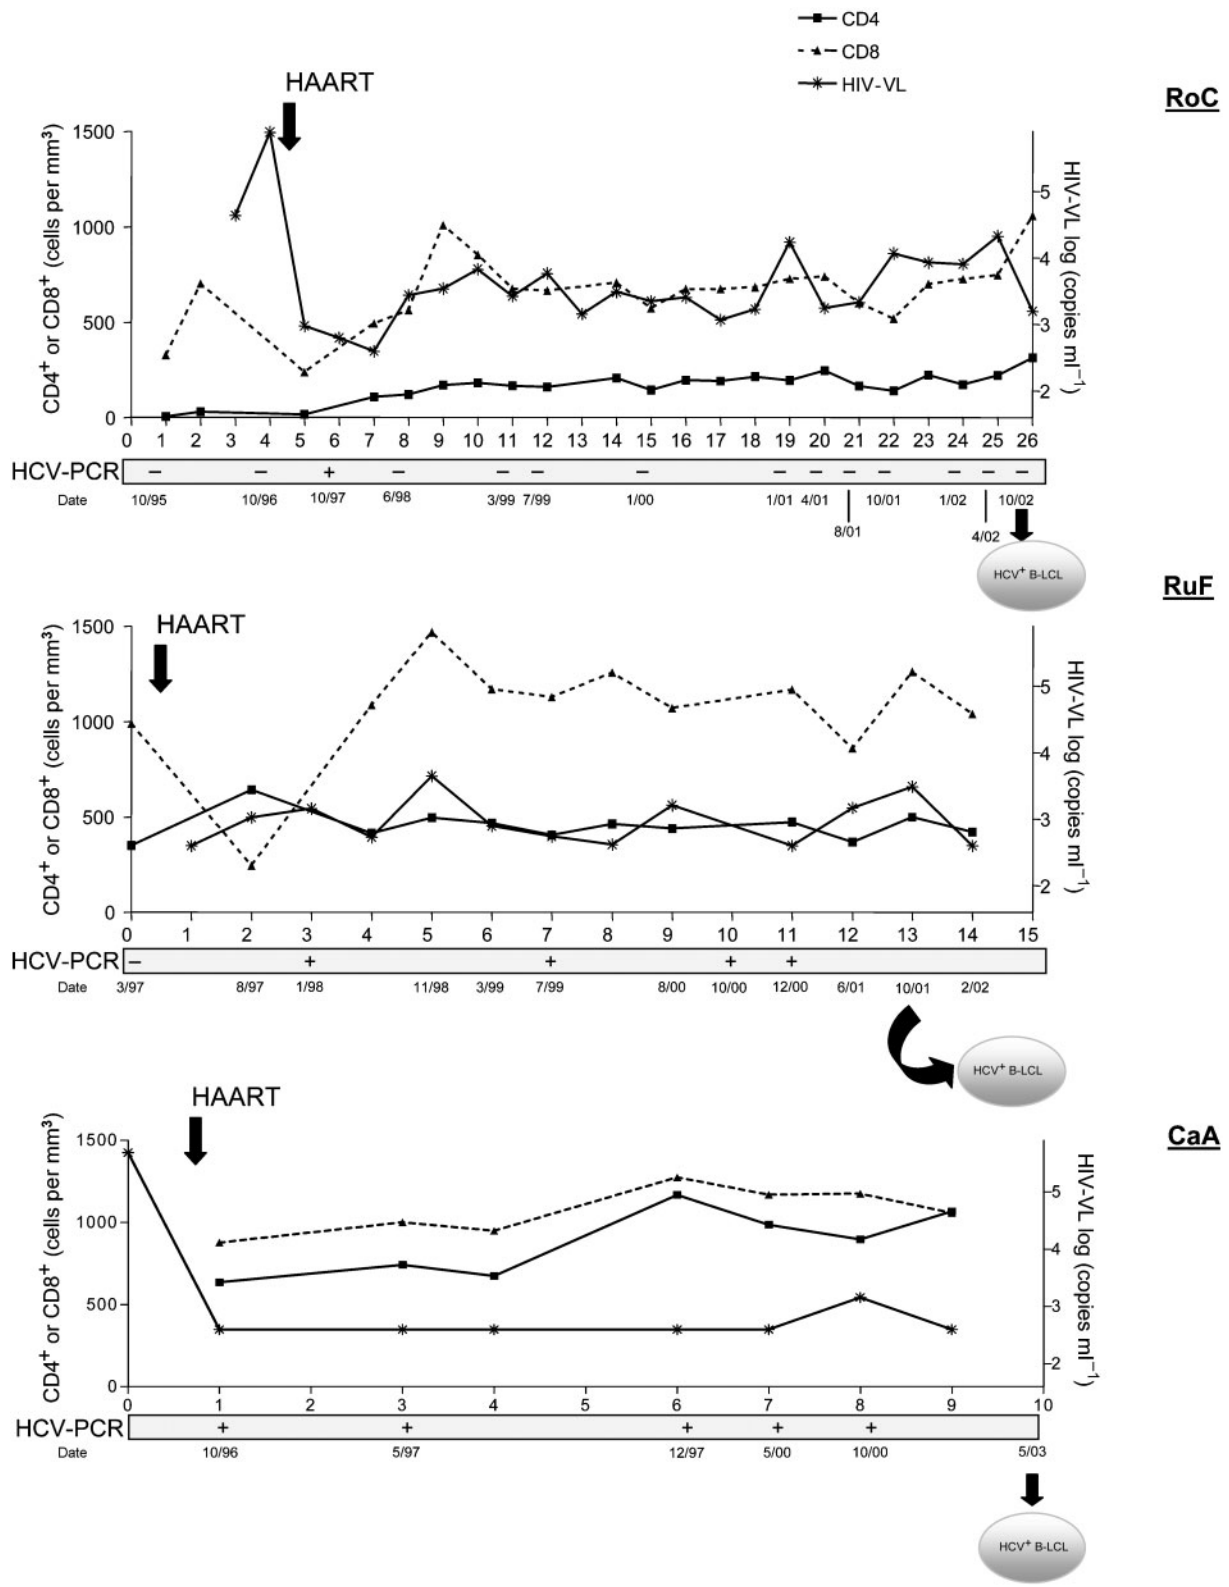 CD4
CD8
HIV-VL
HAART
RoC
CD4+ or CD8+ (cells per mm³)
1500
1000
500
0
HIV-VL log (copies ml⁻¹)
5
4
3
2
0 1 2 3 4 5 6 7 8 9 10 11 12 13 14 15 16 17 18 19 20 21 22 23 24 25 26
HCV-PCR − − + − − − − − − − − − − −
Date 10/95 10/96 10/97 6/98 3/99 7/99 1/00 1/01 4/01 10/01 1/02 10/02
8/01 4/02
HCV+ B-LCL
RuF
HAART
CD4+ or CD8+ (cells per mm³)
1500
1000
500
0
HIV-VL log (copies ml⁻¹)
5
4
3
2
0 1 2 3 4 5 6 7 8 9 10 11 12 13 14 15
HCV-PCR − + + + +
Date 3/97 8/97 1/98 11/98 3/99 7/99 8/00 10/00 12/00 6/01 10/01 2/02
HCV+ B-LCL
HAART
CaA
CD4+ or CD8+ (cells per mm³)
1500
1000
500
0
HIV-VL log (copies ml⁻¹)
5
4
3
2
0 1 2 3 4 5 6 7 8 9 10
HCV-PCR + + + + +
Date 10/96 5/97 12/97 5/00 10/00 5/03
HCV+ B-LCL